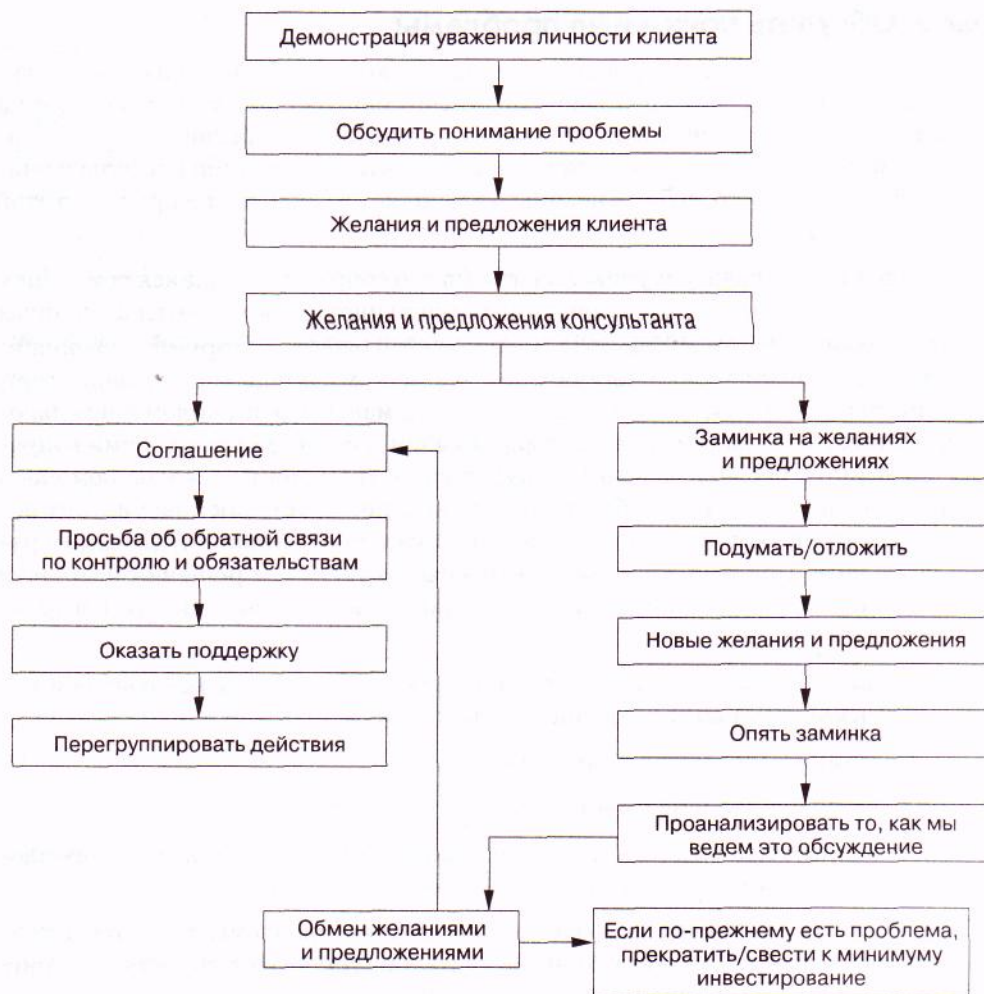 Демонстрация уважения личности клиента
Обсудить понимание проблемы
Желания и предложения клиента
Желания и предложения консультанта
Соглашение
Просьба об обратной связи
по контролю и обязательствам
Оказать поддержку
Перегруппировать действия
Заминка на желаниях
и предложениях
Подумать/отложить
Новые желания и предложения
Опять заминка
Проанализировать то, как мы
ведем это обсуждение
Обмен желаниями
и предложениями
Если по-прежнему есть проблема,
прекратить/свести к минимуму
инвестирование